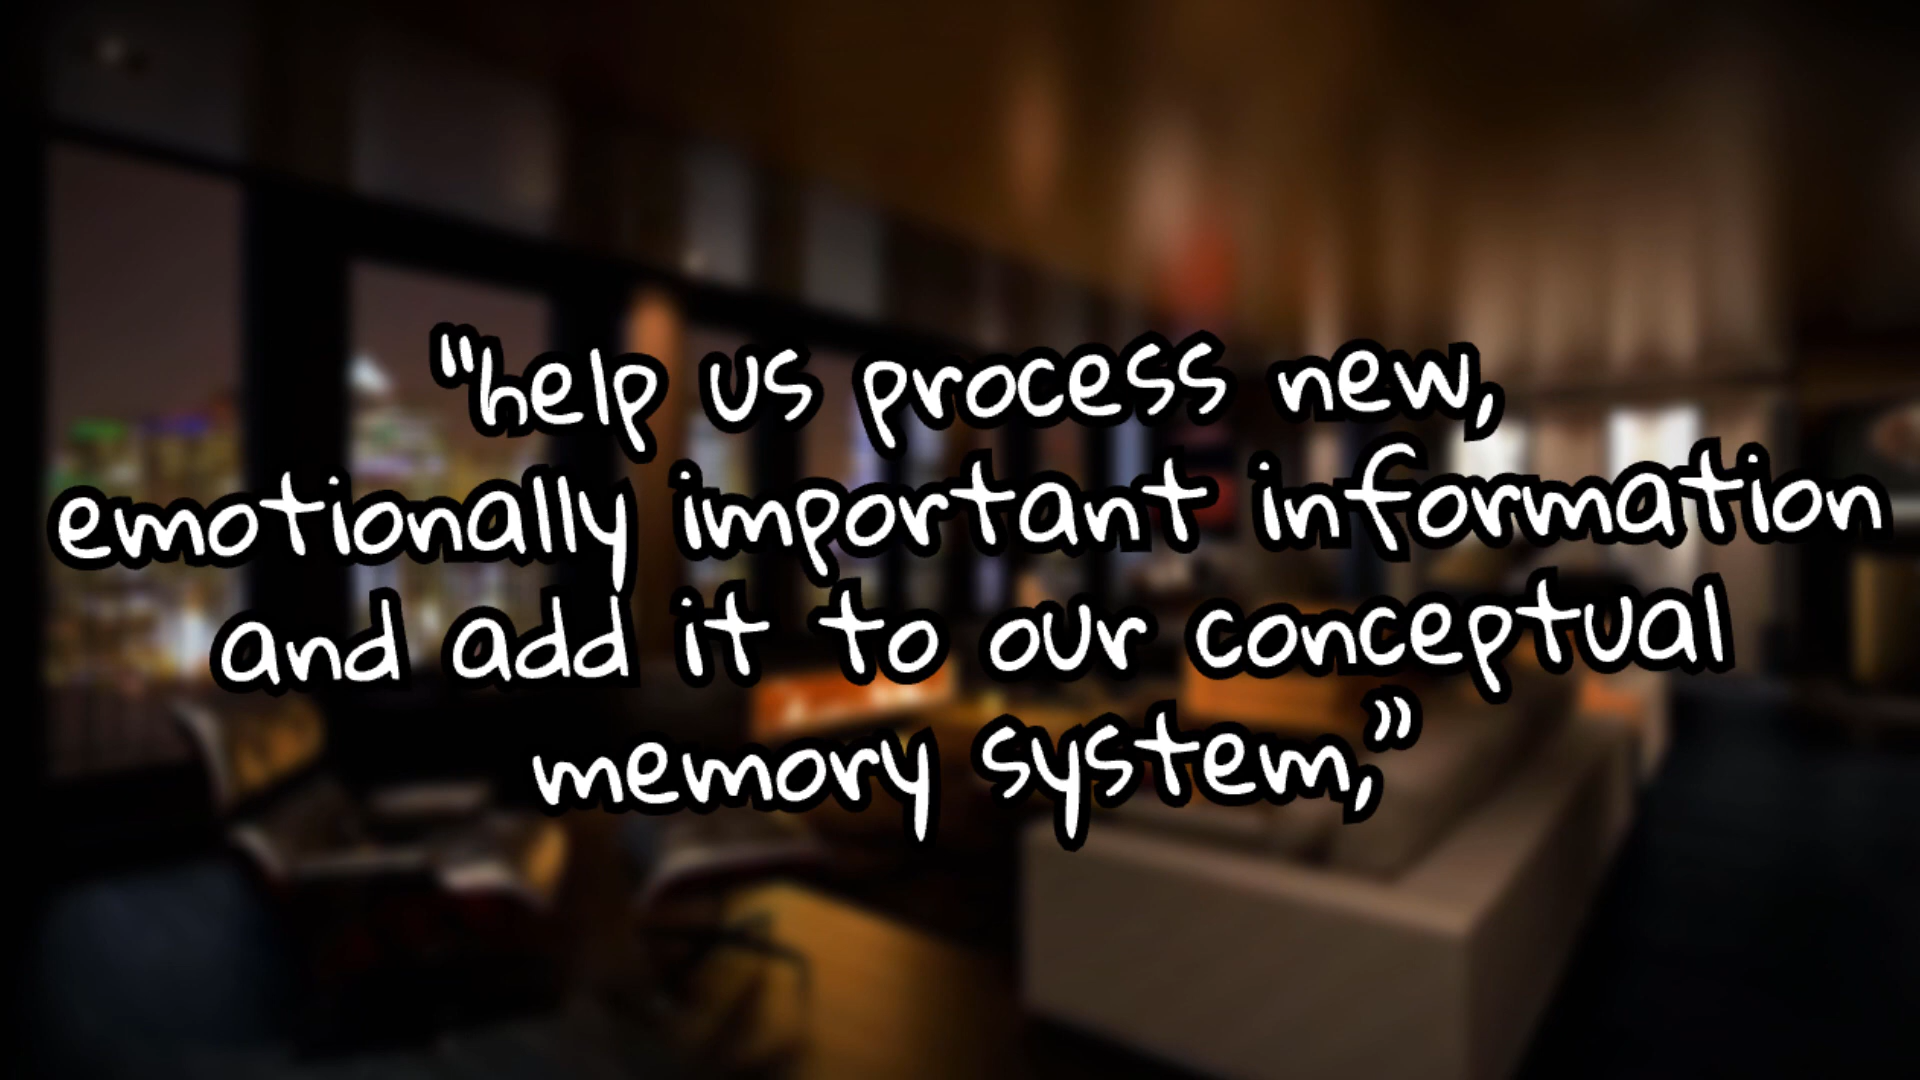 "help us process new,
emotionally important information
and add it to our conceptual
memory system,”